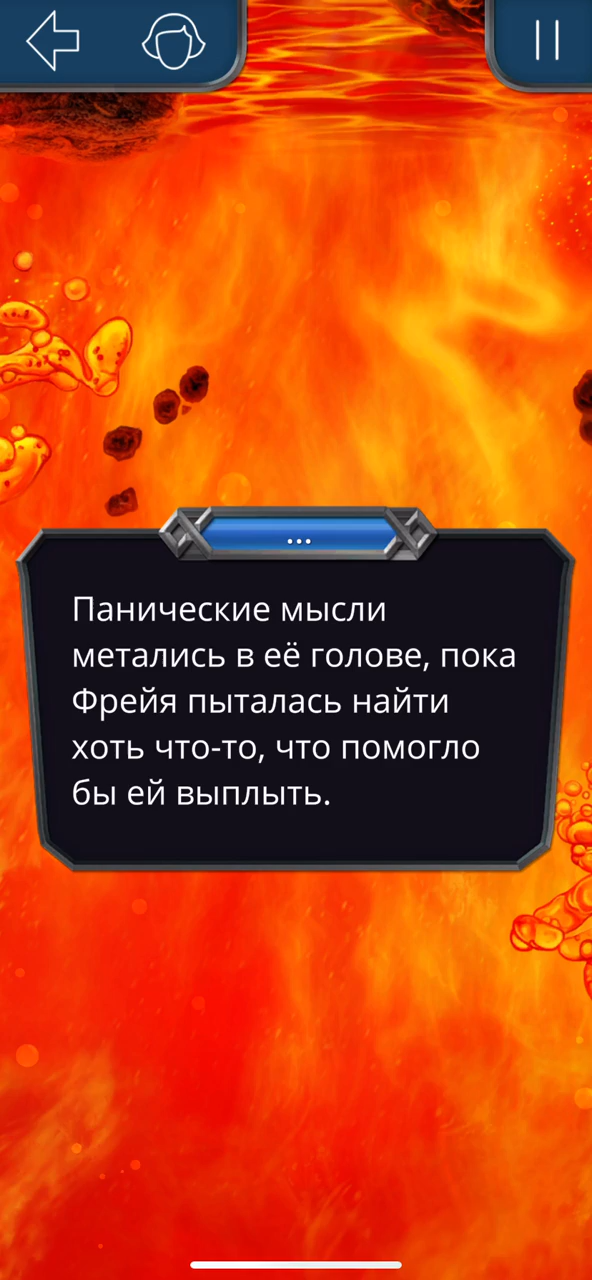 ...
Панические мысли
метались в её голове, пока
Фрейя пыталась найти
хоть что-то, что помогло
бы ей выплыть.